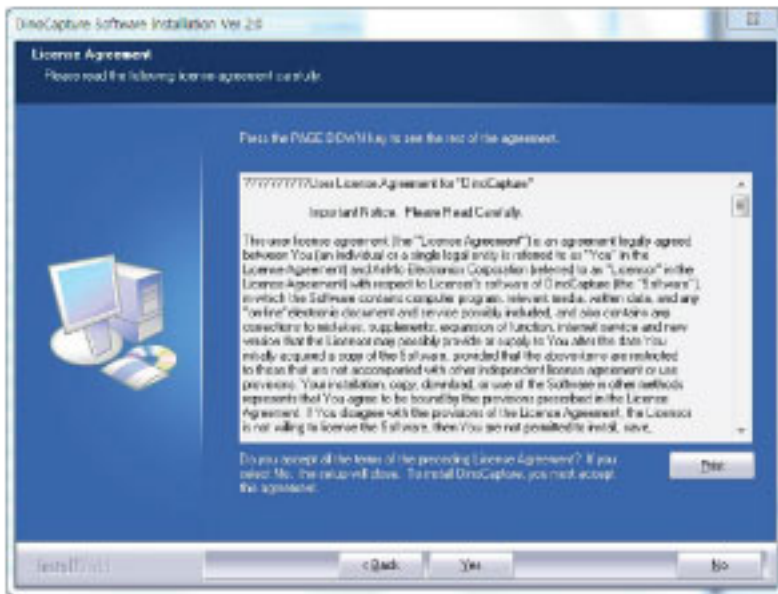 DinoCapture Software Installation Ver 2.0
License Agreement
Please read the following license agreement carefully.
Press the PAGE DOWN key to see the rest of the agreement.
???????????User License Agreement for "DinoCapture"
Important Notice. Please Read Carefully.
This user license agreement (the "License Agreement") is an agreement legally agreed
between You (an individual or a single legal entity is referred to as "You" in the
License Agreement) and Electronics Corporation (referred to as "Licensor" in the
License Agreement) with respect to Licensor's software of DinoCapture (the "Software"),
in which the Software contains computer program, relevant media, written data, and any
"on-line" electronic document and service possibly included, and also contains any
corrections to mistakes, supplements, expansion of function, internet service and new
version that the Licensor may possibly provide or supply to You after the date You
initially acquired a copy of the Software, provided that the above items are restricted
to those that are not accompanied with other independent license agreement or use
provisions. Your installation, copy, download, or use of the Software in other methods
represents that You agree to be bound by the provisions prescribed in the License
Agreement. If You disagree with the provisions of the License Agreement, the Licensor
is not willing to license the Software, then You are not permitted to install, save,
Do you accept all the terms of the preceding License Agreement? If you
select No, the setup will close. To install DinoCapture, you must accept
this agreement.
Print
< Back
Yes
No